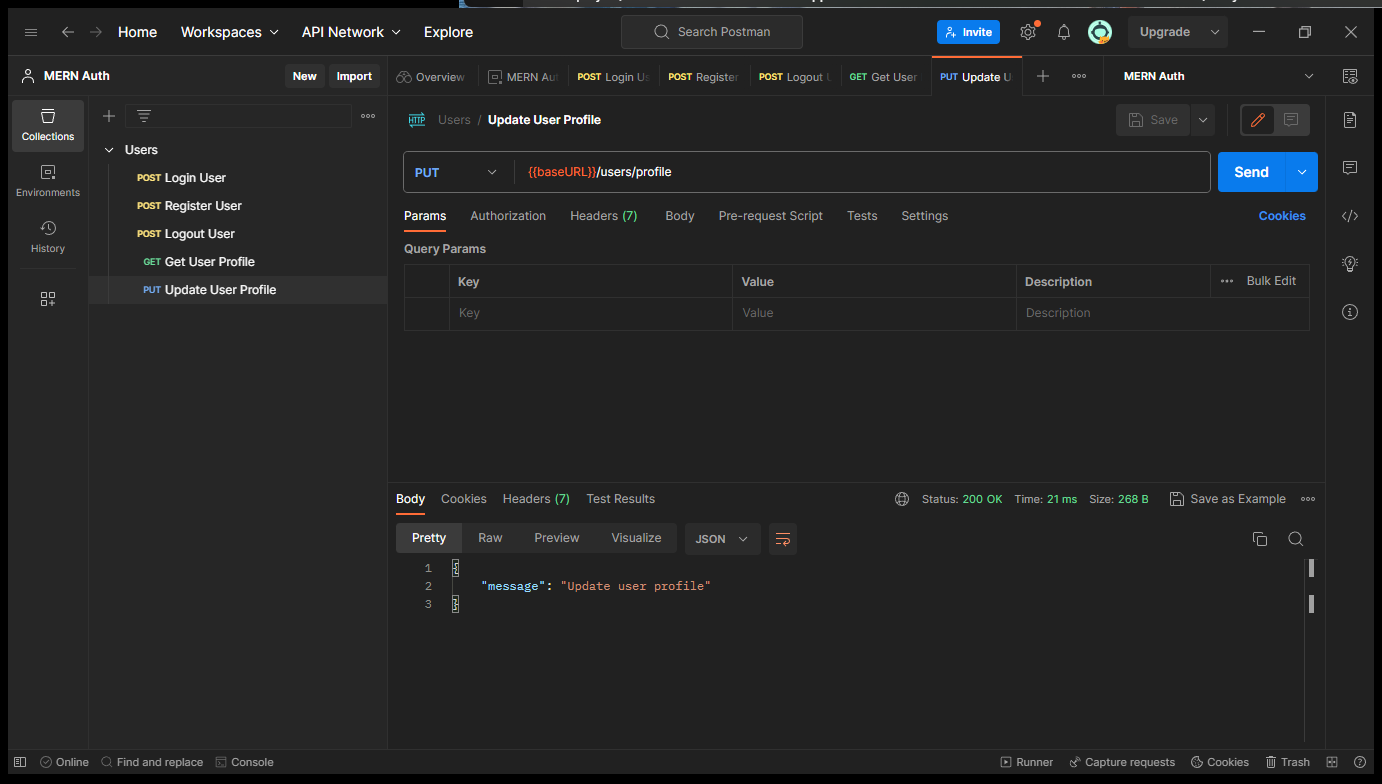 Home Workspaces API Network Explore Search Postman Invite Upgrade
MERN Auth New Import Overview MERN Au POST Login Us POST Register POST Logout GET Get User PUT Update U MERN Auth
Collections
Environments
History
Users
POST Login User
POST Register User
POST Logout User
GET Get User Profile
PUT Update User Profile
HTTP Users / Update User Profile Save
PUT {{baseURL}}/users/profile Send
Params Authorization Headers (7) Body Pre-request Script Tests Settings Cookies
Query Params
Key Value Description Bulk Edit
Key Value Description
Body Cookies Headers (7) Test Results Status: 200 OK Time: 21 ms Size: 268 B Save as Example
Pretty Raw Preview Visualize JSON
1 {
2 "message": "Update user profile"
3 }
Online Find and replace Console Runner Capture requests Cookies Trash